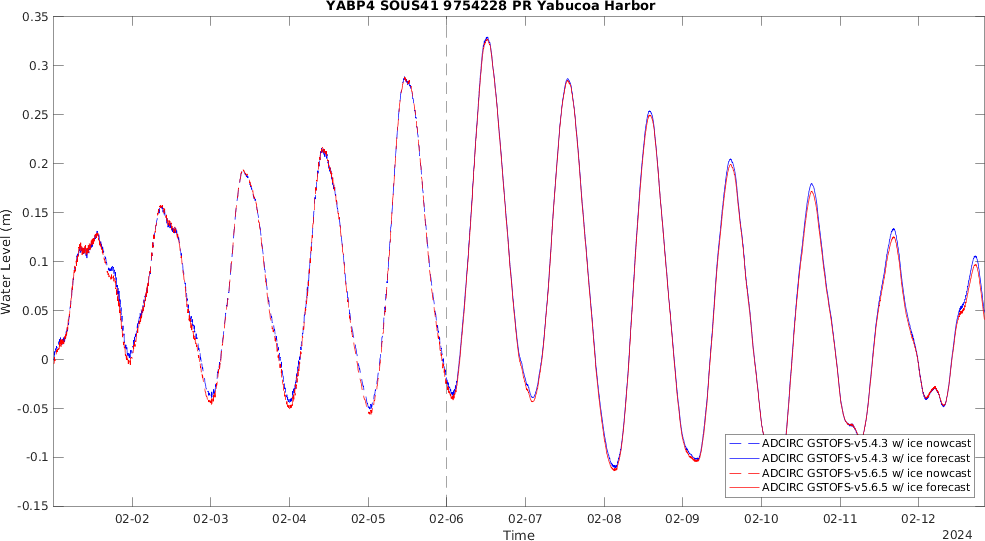 YABP4 SOUS41 9754228 PR Yabucoa Harbor
0.35
0.3
0.25
0.2
0.15
0.1
0.05
0
-0.05
-0.1
-0.15
Water Level (m)
ADCIRC GSTOFS-v5.4.3 w/ ice nowcast
ADCIRC GSTOFS-v5.4.3 w/ ice forecast
ADCIRC GSTOFS-v5.6.5 w/ ice nowcast
ADCIRC GSTOFS-v5.6.5 w/ ice forecast
02-02 02-03 02-04 02-05 02-06 02-07 02-08 02-09 02-10 02-11 02-12
Time
2024